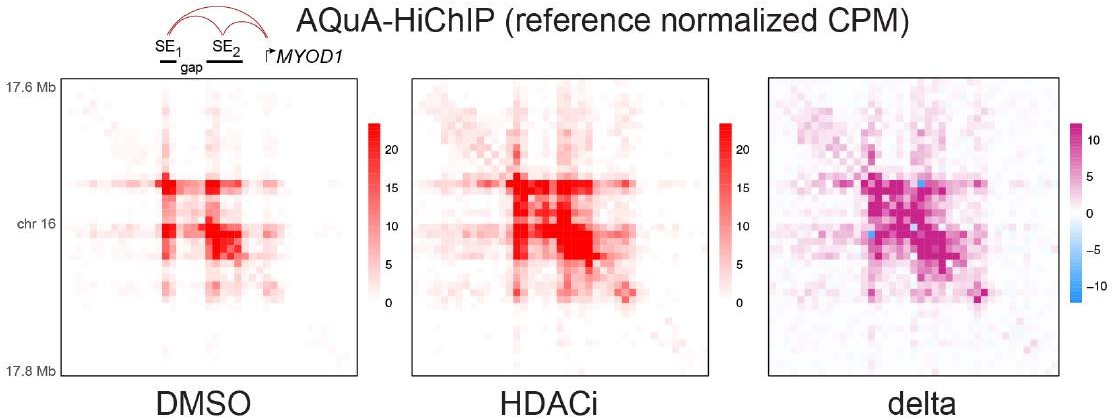 AQuA-HiChIP (reference normalized CPM)
SE1 SE2 MYOD1
gap
17.6 Mb
chr 16
17.8 Mb
20
15
10
5
0
20
15
10
5
0
10
5
0
−5
−10
DMSO HDACi delta